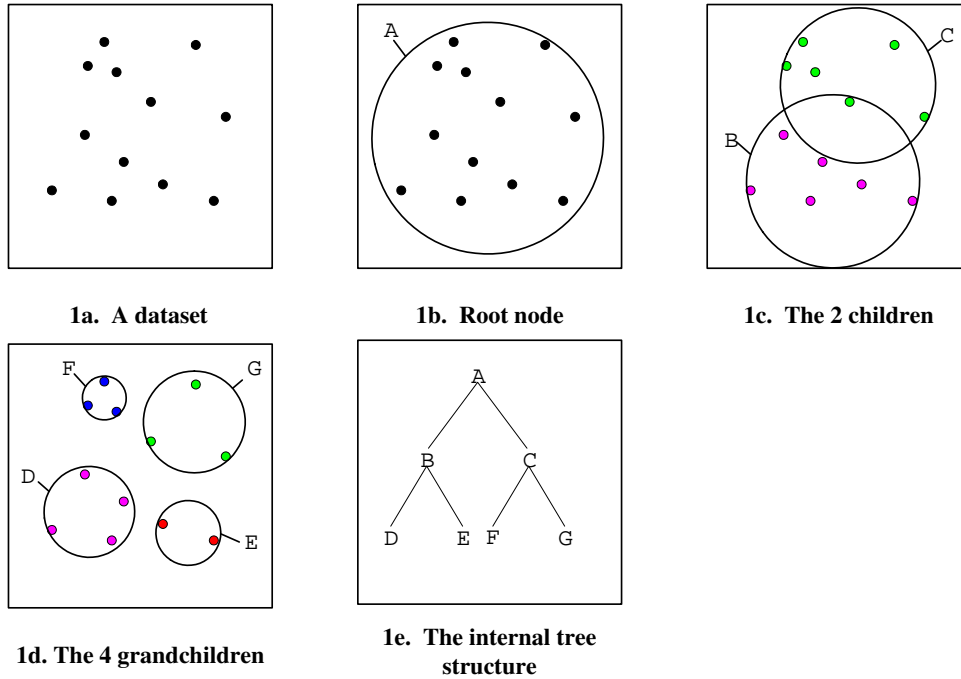 A
C
B
1a. A dataset
1b. Root node
1c. The 2 children
F
G
D
E
A
B C
D E F G
1d. The 4 grandchildren
1e. The internal tree
structure